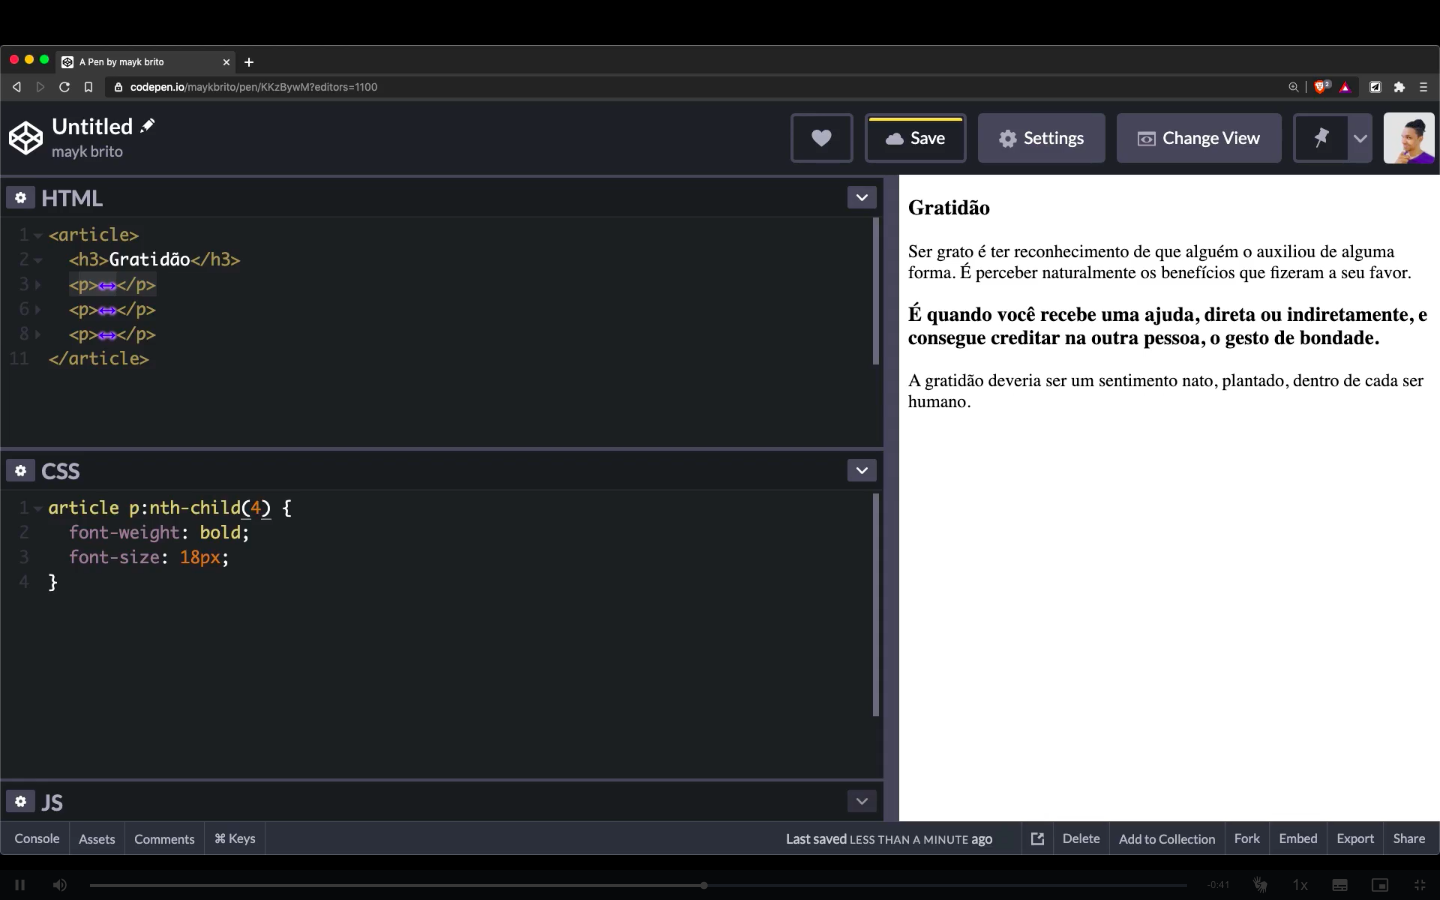 A Pen by mayk brito
codepen.io/maykbrito/pen/KKzBywM?editors=1100
Untitled
mayk brito
Save
Settings
Change View
HTML
1 <article>
2 <h3>Gratidão</h3>
3 <p></p>
6 <p></p>
8 <p></p>
11 </article>
CSS
1 article p:nth-child(4) {
2 font-weight: bold;
3 font-size: 18px;
4 }
JS
Gratidão
Ser grato é ter reconhecimento de que alguém o auxiliou de alguma
forma. É perceber naturalmente os benefícios que fizeram a seu favor.
É quando você recebe uma ajuda, direta ou indiretamente, e
consegue creditar na outra pessoa, o gesto de bondade.
A gratidão deveria ser um sentimento nato, plantado, dentro de cada ser
humano.
Console Assets Comments ⌘ Keys Last saved LESS THAN A MINUTE ago Delete Add to Collection Fork Embed Export Share
-0:41 1x